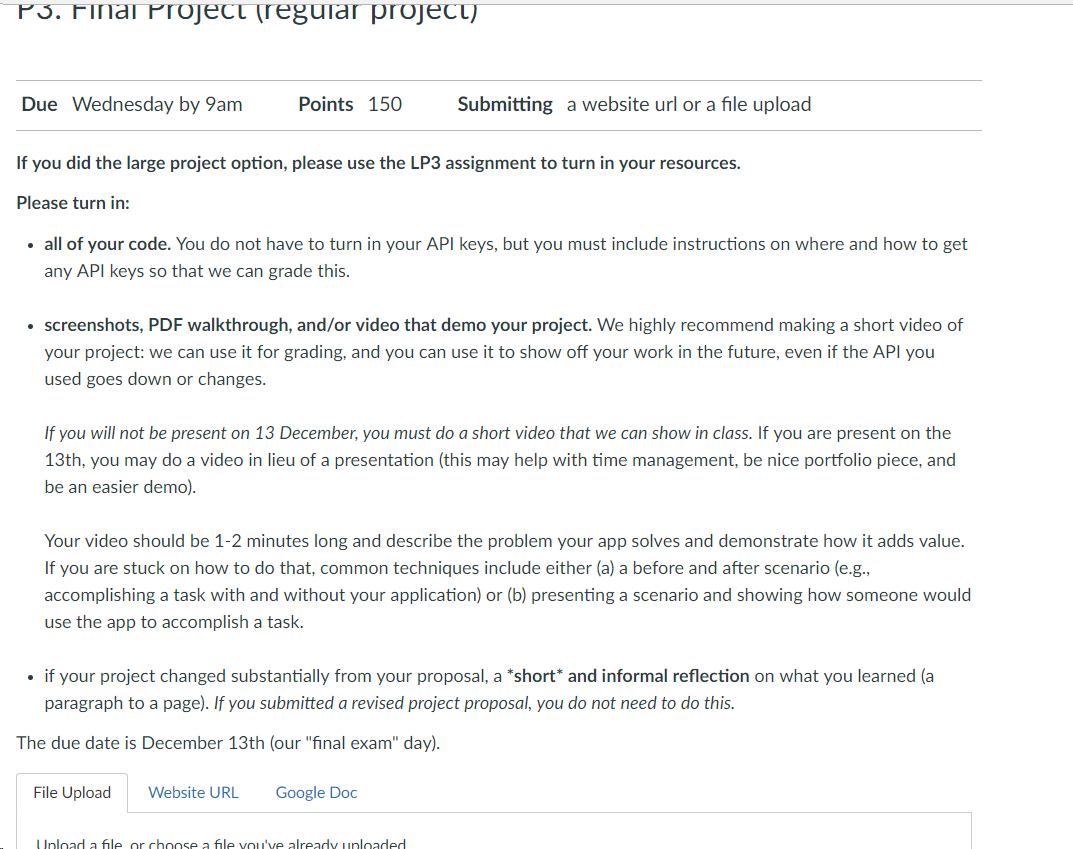 P3. Final Project (regular project)
Due Wednesday by 9am Points 150 Submitting a website url or a file upload
If you did the large project option, please use the LP3 assignment to turn in your resources.
Please turn in:
• all of your code. You do not have to turn in your API keys, but you must include instructions on where and how to get
any API keys so that we can grade this.
• screenshots, PDF walkthrough, and/or video that demo your project. We highly recommend making a short video of
your project: we can use it for grading, and you can use it to show off your work in the future, even if the API you
used goes down or changes.
If you will not be present on 13 December, you must do a short video that we can show in class. If you are present on the
13th, you may do a video in lieu of a presentation (this may help with time management, be nice portfolio piece, and
be an easier demo).
Your video should be 1-2 minutes long and describe the problem your app solves and demonstrate how it adds value.
If you are stuck on how to do that, common techniques include either (a) a before and after scenario (e.g.,
accomplishing a task with and without your application) or (b) presenting a scenario and showing how someone would
use the app to accomplish a task.
• if your project changed substantially from your proposal, a *short* and informal reflection on what you learned (a
paragraph to a page). If you submitted a revised project proposal, you do not need to do this.
The due date is December 13th (our "final exam" day).
File Upload Website URL Google Doc
Upload a file, or choose a file you've already uploaded